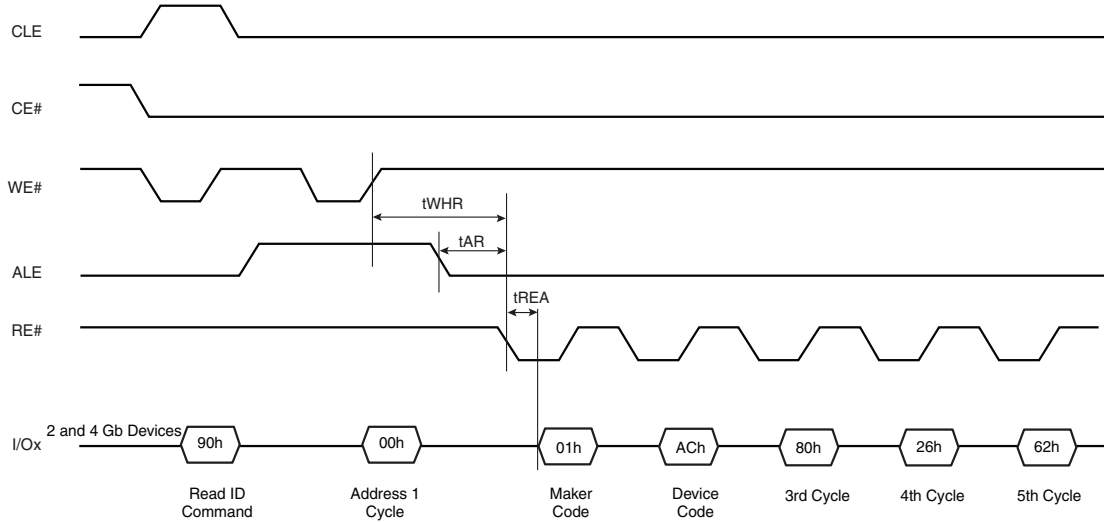 CLE
CE#
WE#
tWHR
tAR
ALE
tREA
RE#
2 and 4 Gb Devices
I/Ox
90h
00h
01h
ACh
80h
26h
62h
Read ID
Command
Address 1
Cycle
Maker
Code
Device
Code
3rd Cycle
4th Cycle
5th Cycle